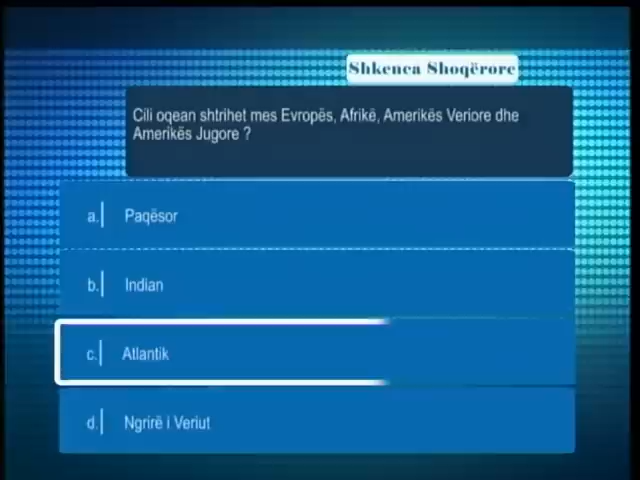 Shkenca Shoqërore
Cili oqean shtrihet mes Evropës, Afrikë, Amerikës Veriore dhe
Amerikës Jugore ?
a. Paqësor
b. Indian
c. Atlantik
d. Ngrirë i Veriut